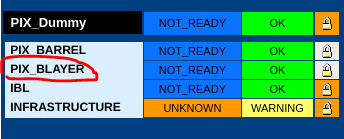 PIX_Dummy NOT_READY OK
PIX_BARREL NOT_READY OK
PIX_BLAYER NOT_READY OK
IBL NOT_READY OK
INFRASTRUCTURE UNKNOWN WARNING